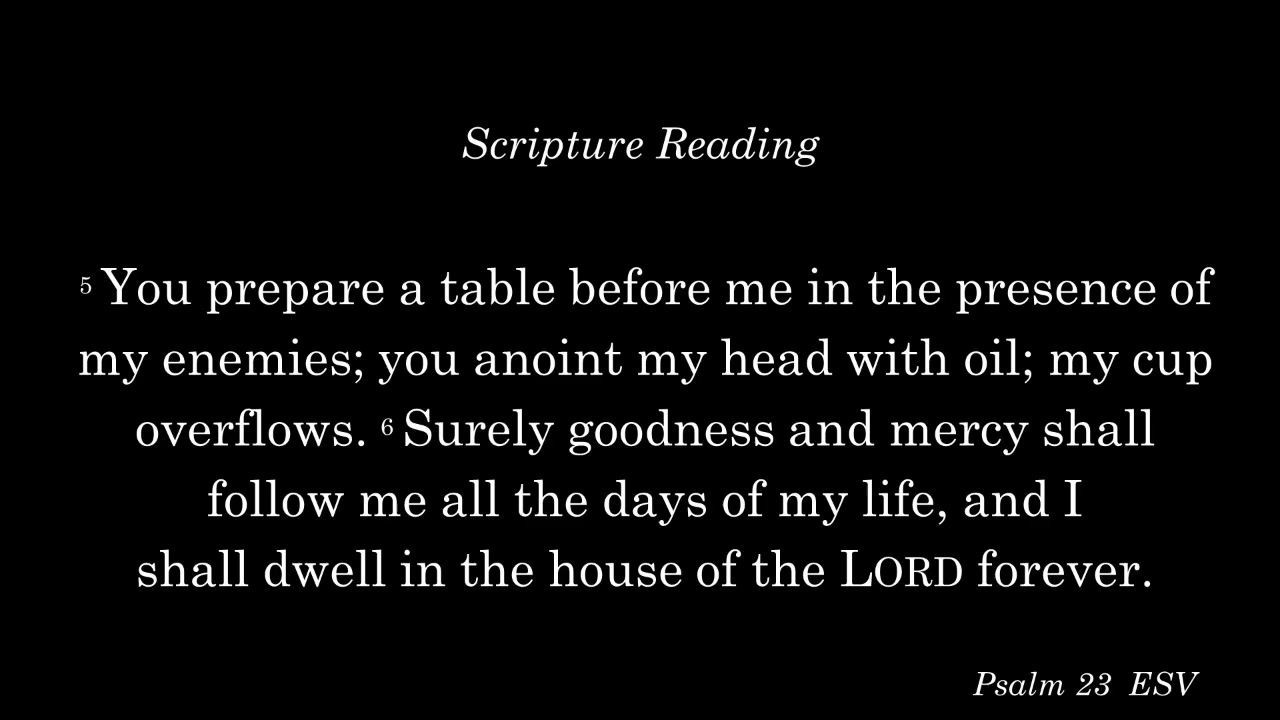 Scripture Reading
5 You prepare a table before me in the presence of
my enemies; you anoint my head with oil; my cup
overflows. 6 Surely goodness and mercy shall
follow me all the days of my life, and I
shall dwell in the house of the LORD forever.
Psalm 23 ESV